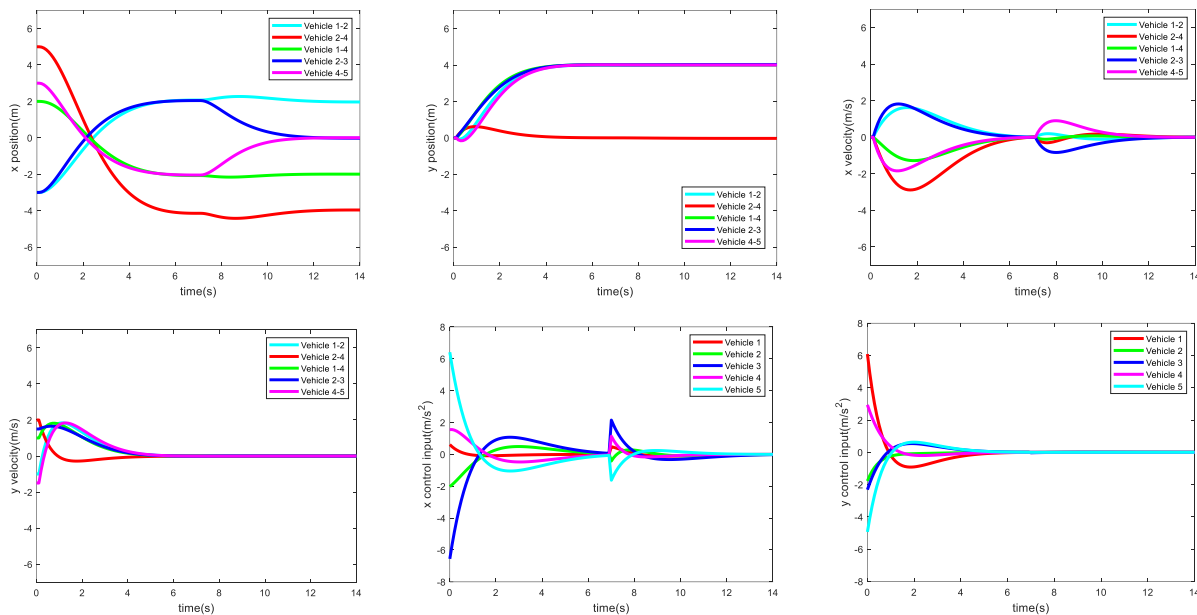 x position(m)
6
4
2
0
-2
-4
-6
0 2 4 6 8 10 12 14
time(s)
Vehicle 1-2
Vehicle 2-4
Vehicle 1-4
Vehicle 2-3
Vehicle 4-5
y position(m)
6
4
2
0
-2
-4
-6
0 2 4 6 8 10 12 14
time(s)
Vehicle 1-2
Vehicle 2-4
Vehicle 1-4
Vehicle 2-3
Vehicle 4-5
x velocity(m/s)
6
4
2
0
-2
-4
-6
0 2 4 6 8 10 12 14
time(s)
Vehicle 1-2
Vehicle 2-4
Vehicle 1-4
Vehicle 2-3
Vehicle 4-5
y velocity(m/s)
6
4
2
0
-2
-4
-6
0 2 4 6 8 10 12 14
time(s)
Vehicle 1-2
Vehicle 2-4
Vehicle 1-4
Vehicle 2-3
Vehicle 4-5
x control input(m/s²)
8
6
4
2
0
-2
-4
-6
-8
0 2 4 6 8 10 12 14
time(s)
Vehicle 1
Vehicle 2
Vehicle 3
Vehicle 4
Vehicle 5
y control input(m/s²)
8
6
4
2
0
-2
-4
-6
-8
0 2 4 6 8 10 12 14
time(s)
Vehicle 1
Vehicle 2
Vehicle 3
Vehicle 4
Vehicle 5